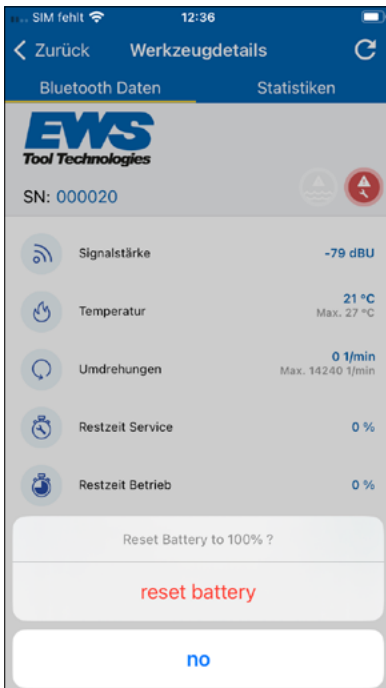 SIM fehlt 12:36
Zurück Werkzeugdetails
Bluetooth Daten Statistiken
EWS
Tool Technologies
SN: 000020
Signalstärke -79 dBU
Temperatur 21 °C
Max. 27 °C
Umdrehungen 0 1/min
Max. 14240 1/min
Restzeit Service 0 %
Restzeit Betrieb 0 %
Reset Battery to 100% ?
reset battery
no